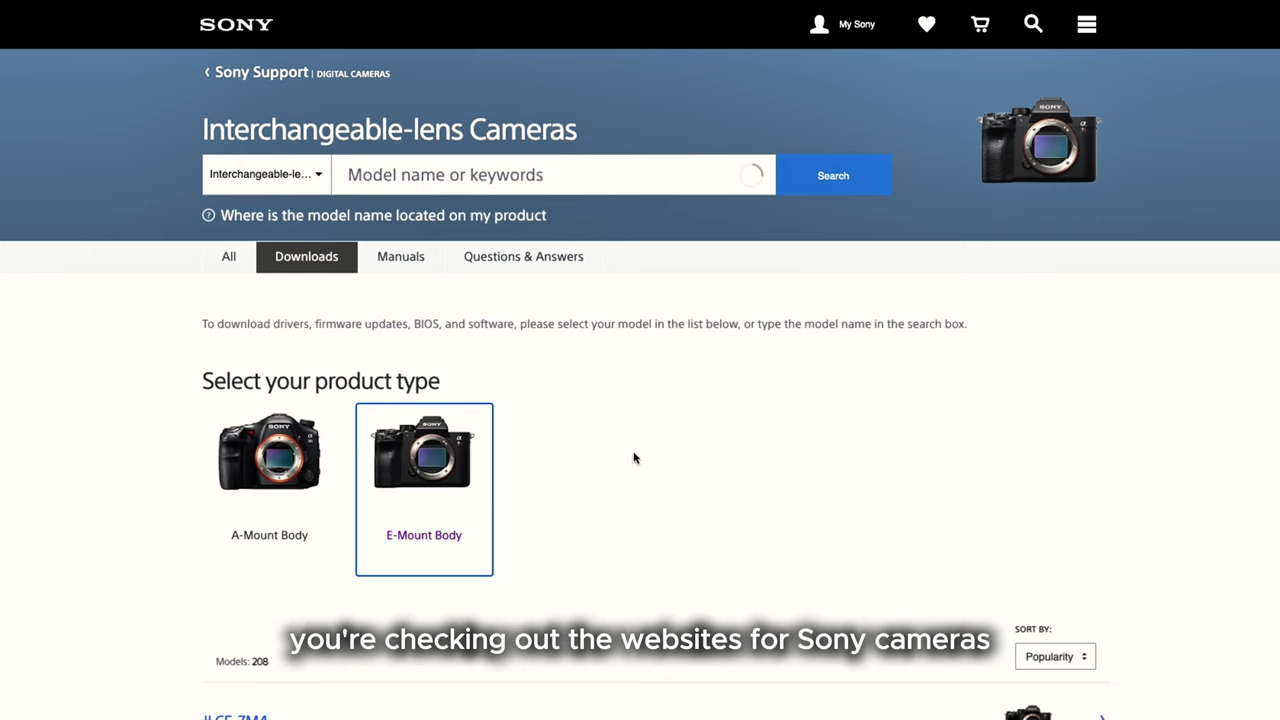 SONY
My Sony
Sony Support | DIGITAL CAMERAS
Interchangeable-lens Cameras
Interchangeable-le...
Model name or keywords
Search
Where is the model name located on my product
All
Downloads
Manuals
Questions & Answers
To download drivers, firmware updates, BIOS, and software, please select your model in the list below, or type the model name in the search box.
Select your product type
A-Mount Body
E-Mount Body
you're checking out the websites for Sony cameras
SORT BY:
Models: 208
Popularity
ILCE-7M4